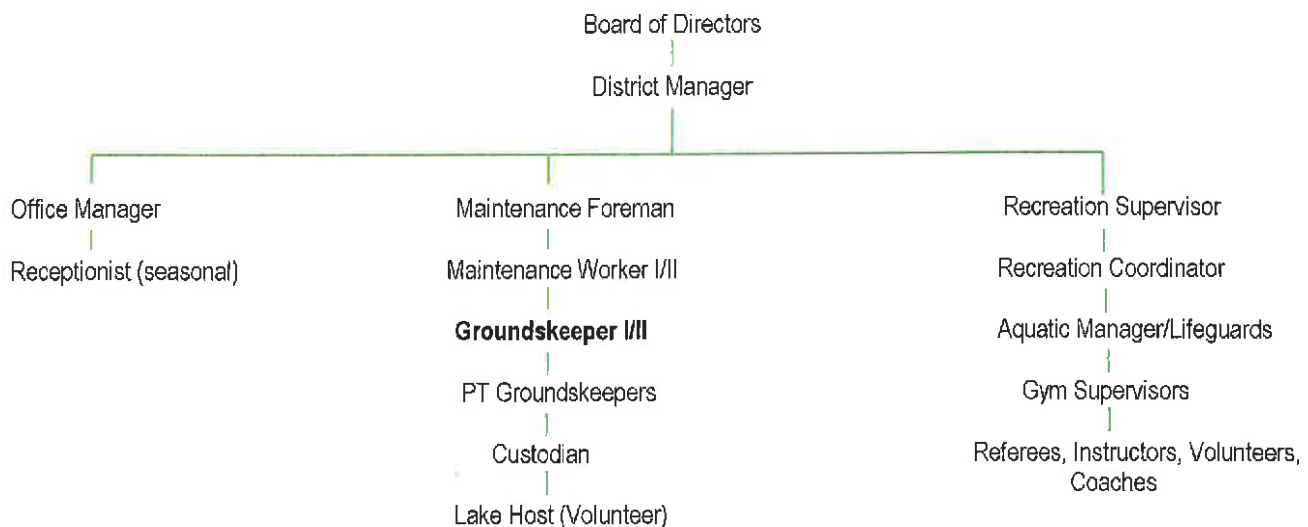 Board of Directors
District Manager
Office Manager
Maintenance Foreman
Recreation Supervisor
Receptionist (seasonal)
Maintenance Worker I/II
Recreation Coordinator
Groundskeeper I/II
Aquatic Manager/Lifeguards
PT Groundskeepers
Gym Supervisors
Custodian
Referees, Instructors, Volunteers,
Coaches
Lake Host (Volunteer)